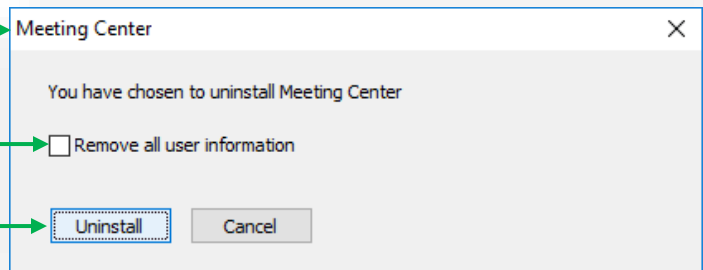 Meeting Center
You have chosen to uninstall Meeting Center
Remove all user information
Uninstall Cancel